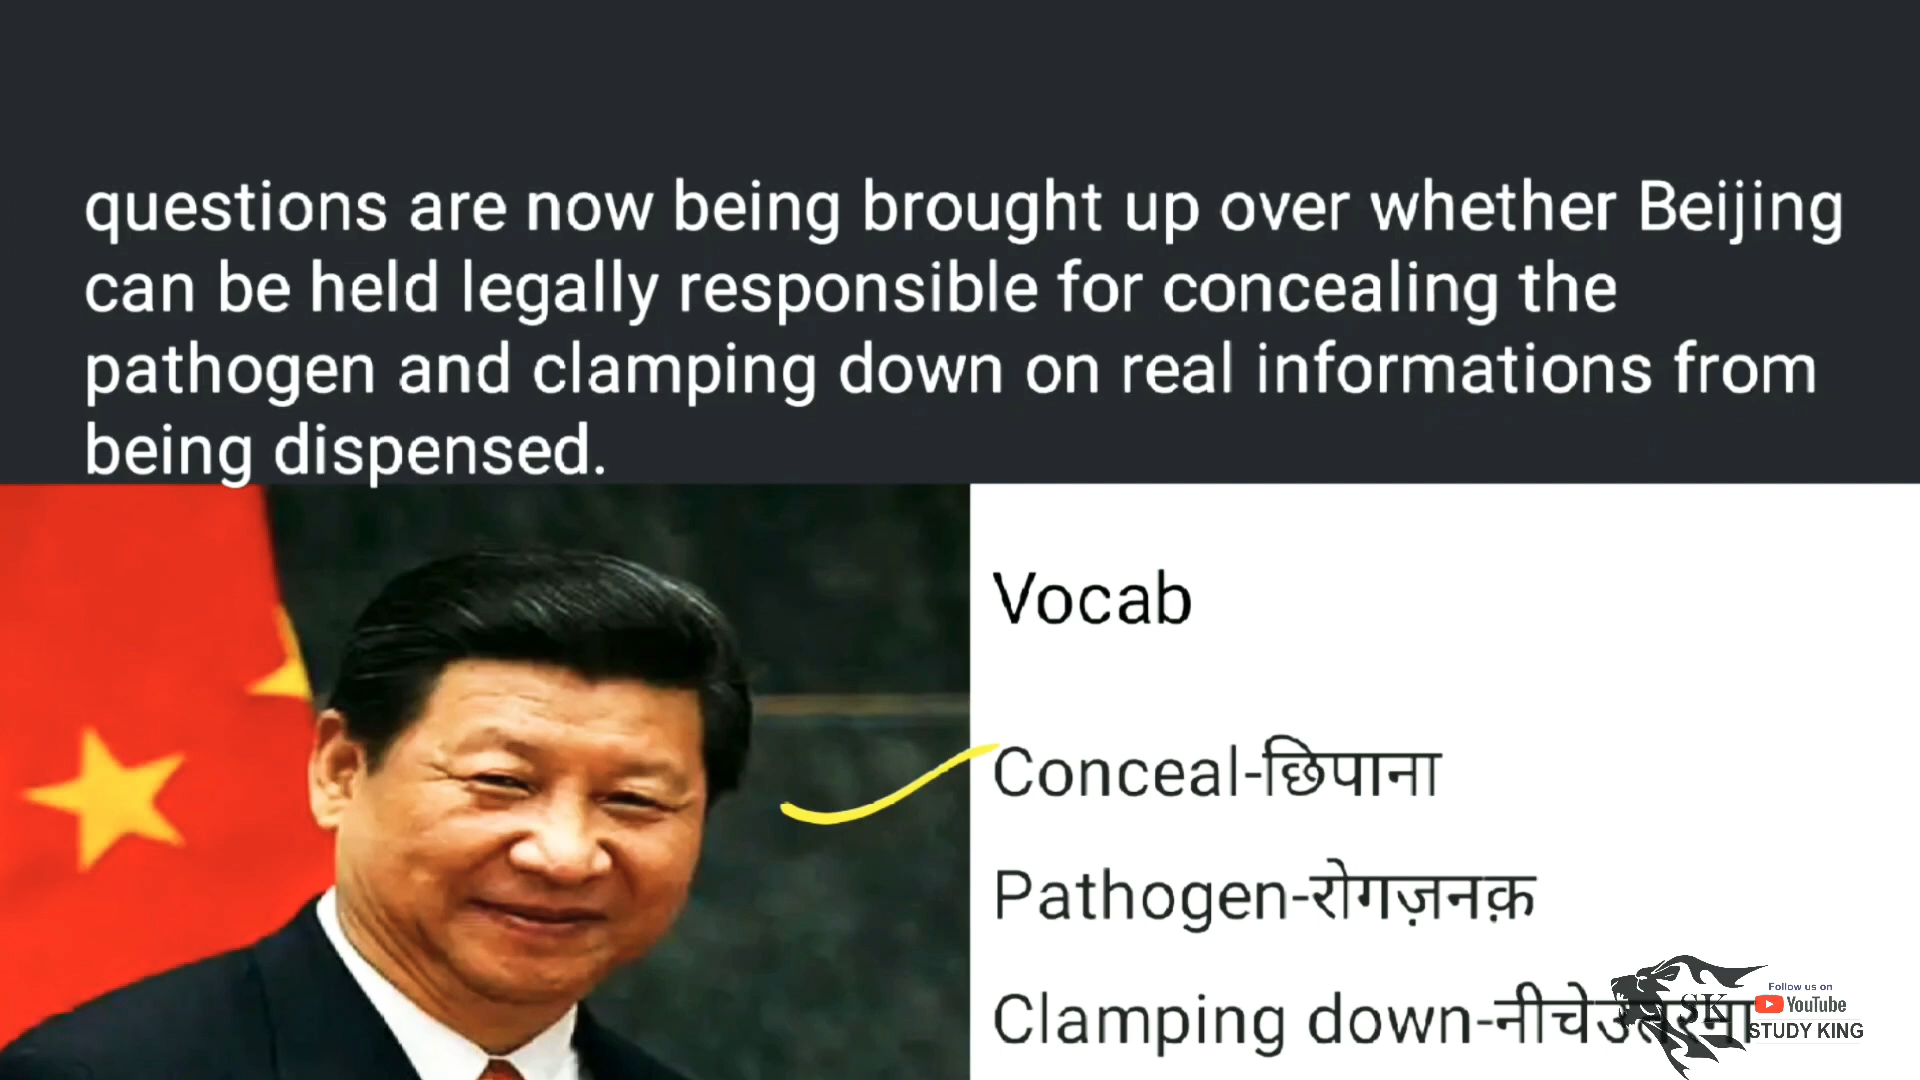 questions are now being brought up over whether Beijing
can be held legally responsible for concealing the
pathogen and clamping down on real informations from
being dispensed.
Vocab
Conceal-छिपाना
Pathogen-रोगज़नक़
Clamping down-नीचेउतरना
SK
Follow us on
YouTube
STUDY KING